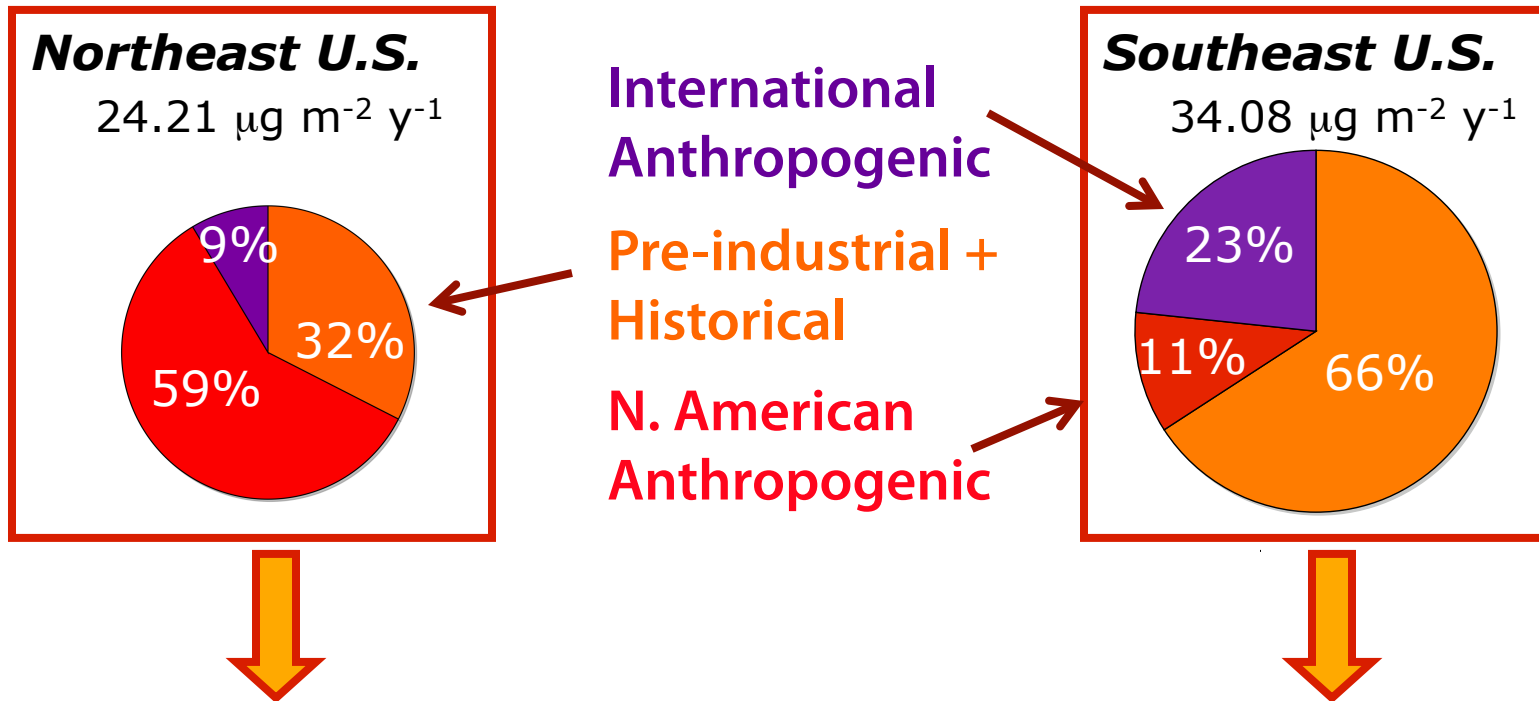 Northeast U.S.
24.21 μg m⁻² y⁻¹
9%
32%
59%
International
Anthropogenic
Pre-industrial +
Historical
N. American
Anthropogenic
Southeast U.S.
34.08 μg m⁻² y⁻¹
23%
11%
66%